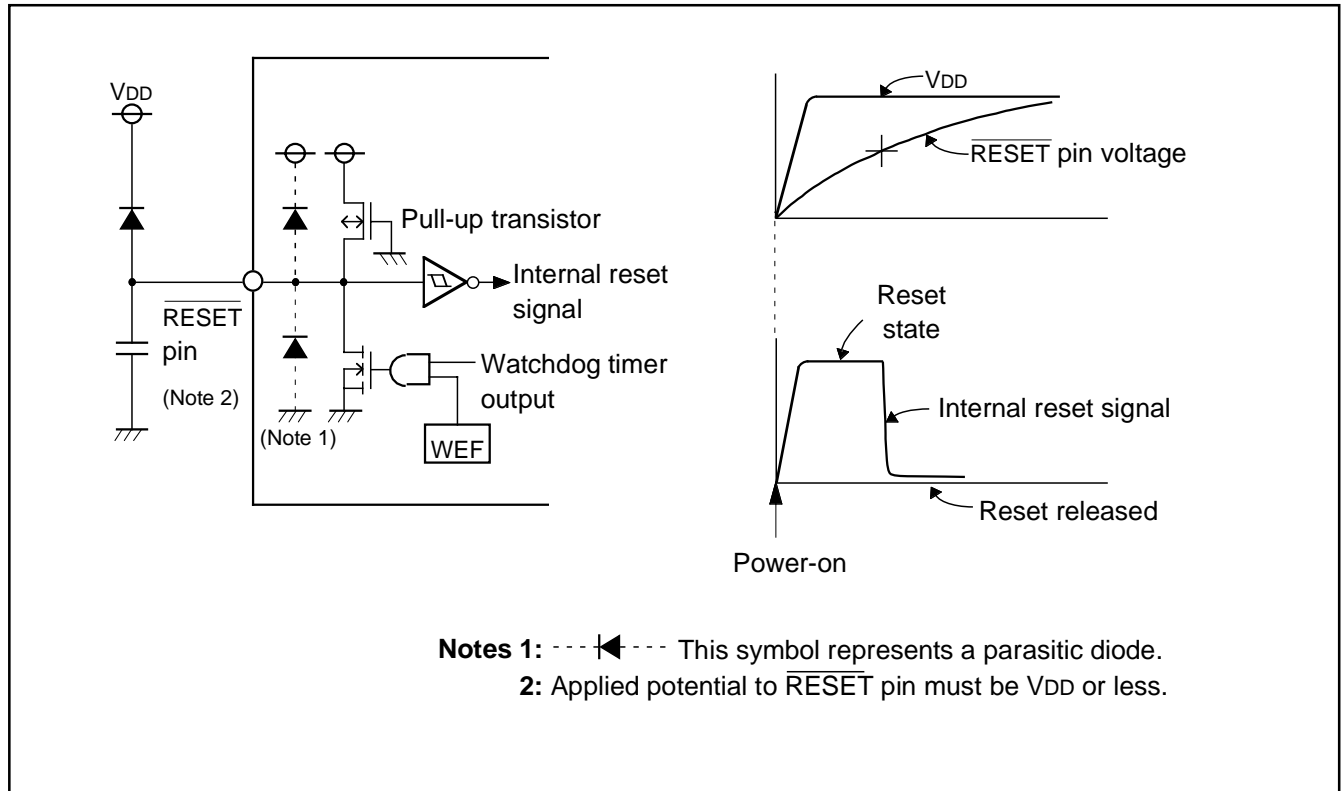 VDD
Pull-up transistor
Internal reset
signal
RESET
pin
(Note 2)
Watchdog timer
output
(Note 1)
WEF
VDD
RESET pin voltage
Reset
state
Internal reset signal
Reset released
Power-on
Notes 1: This symbol represents a parasitic diode.
2: Applied potential to RESET pin must be VDD or less.